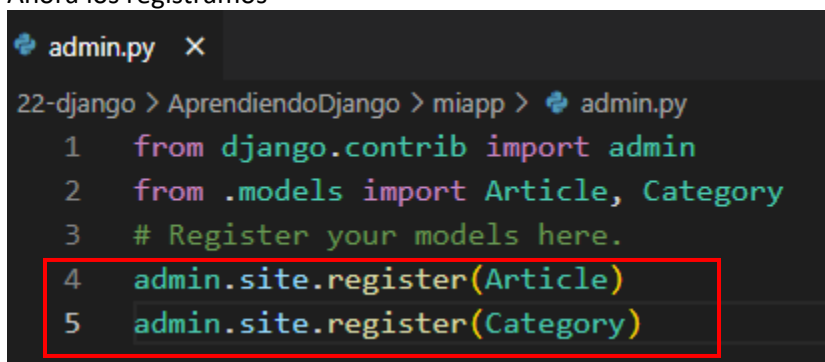 Ahora los registramos
admin.py
22-django > AprendiendoDjango > miapp > admin.py
1 from django.contrib import admin
2 from .models import Article, Category
3 # Register your models here.
4 admin.site.register(Article)
5 admin.site.register(Category)